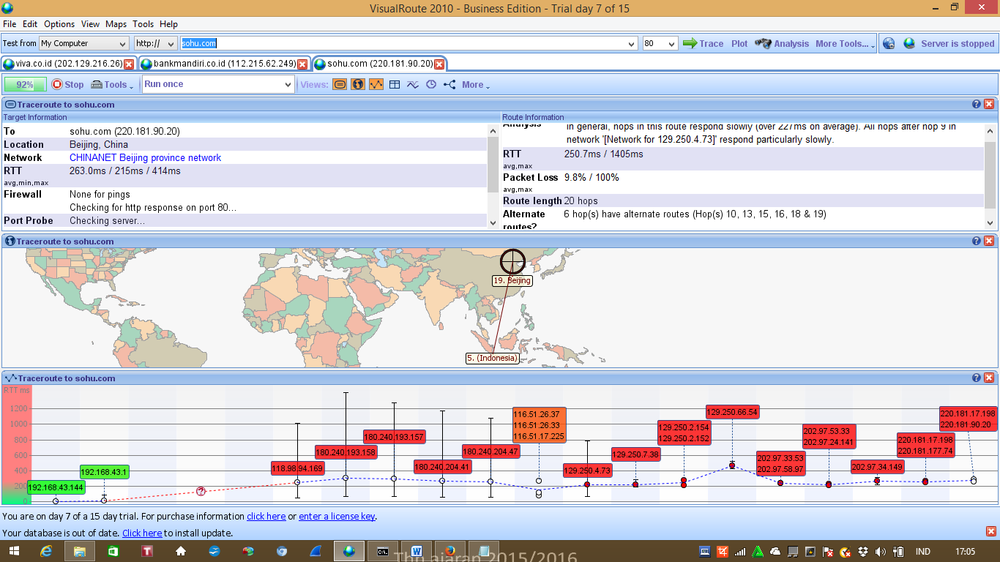 VisualRoute 2010 - Business Edition - Trial day 7 of 15
File Edit Options View Maps Tools Help
Test from My Computer http:// sohu.com 80 Trace Plot Analysis More Tools... Server is stopped
viva.co.id (202.129.216.26) bankmandiri.co.id (112.215.62.249) sohu.com (220.181.90.20)
92% Stop Tools Run once Views: More
Traceroute to sohu.com
Target Information
To sohu.com (220.181.90.20)
Location Beijing, China
Network CHINANET Beijing province network
RTT 263.0ms / 215ms / 414ms
avg,min,max
Firewall None for pings
Checking for http response on port 80...
Port Probe Checking server...
Route Information
Analysis In general, hops in this route respond slowly (over 227ms on average). All hops after hop 9 in
network '[Network for 129.250.4.73]' respond particularly slowly.
RTT 250.7ms / 1405ms
avg,max
Packet Loss 9.8% / 100%
avg,max
Route length 20 hops
Alternate 6 hop(s) have alternate routes (Hop(s) 10, 13, 15, 16, 18 & 19)
routes?
Traceroute to sohu.com
19. Beijing
5. (Indonesia)
Traceroute to sohu.com
RTT ms
1200
1000
800
600
400
200
0
192.168.43.144
192.168.43.1
?
118.98.94.169
180.240.193.158
180.240.193.157
180.240.204.41
180.240.204.47
116.51.26.37
116.51.26.33
116.51.17.225
129.250.4.73
129.250.7.38
129.250.2.154
129.250.2.152
129.250.66.54
202.97.33.53
202.97.58.97
202.97.53.33
202.97.24.141
202.97.34.149
220.181.17.198
220.181.177.74
220.181.17.198
220.181.90.20
You are on day 7 of a 15 day trial. For purchase information click here or enter a license key.
Your database is out of date. Click here to install update.
Thp ajaran 2015/2016
IND 17:05